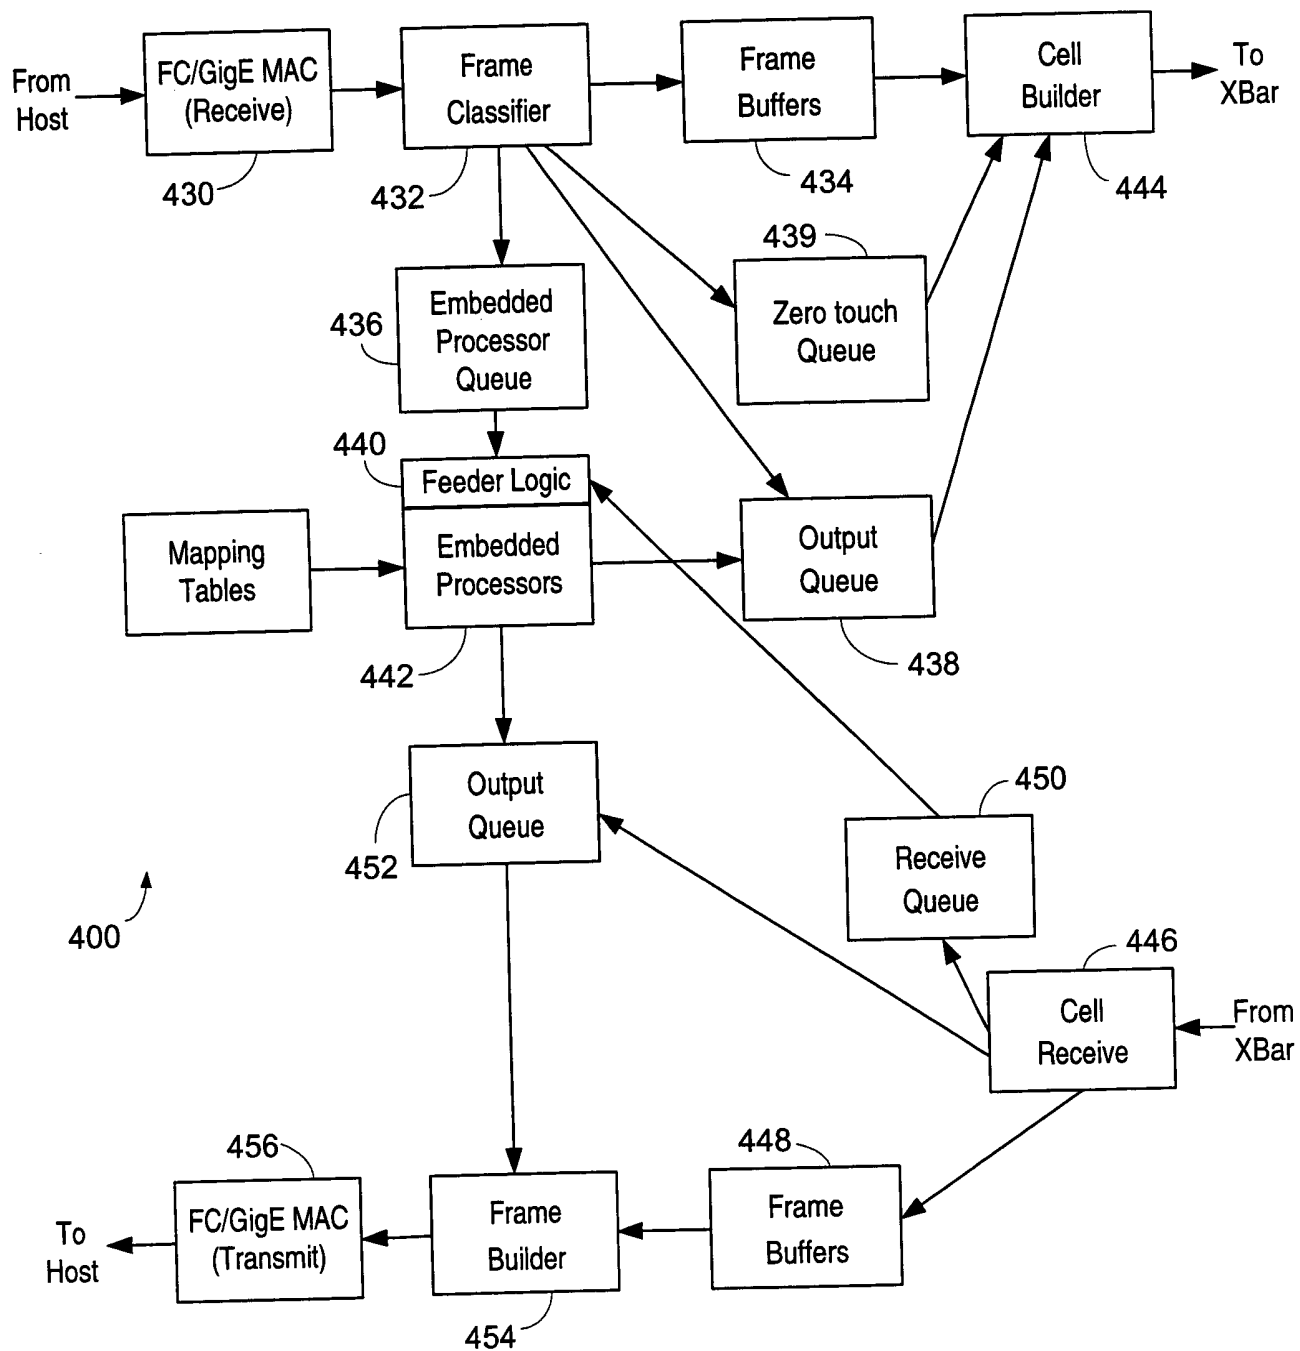 From
Host
FC/GigE MAC
(Receive)
430
Frame
Classifier
432
Frame
Buffers
434
Cell
Builder
444
To
XBar
439
Zero touch
Queue
436
Embedded
Processor
Queue
440
Feeder Logic
Mapping
Tables
Embedded
Processors
442
Output
Queue
438
Output
Queue
452
450
Receive
Queue
400
446
Cell
Receive
From
XBar
448
Frame
Buffers
Frame
Builder
454
456
FC/GigE MAC
(Transmit)
To
Host